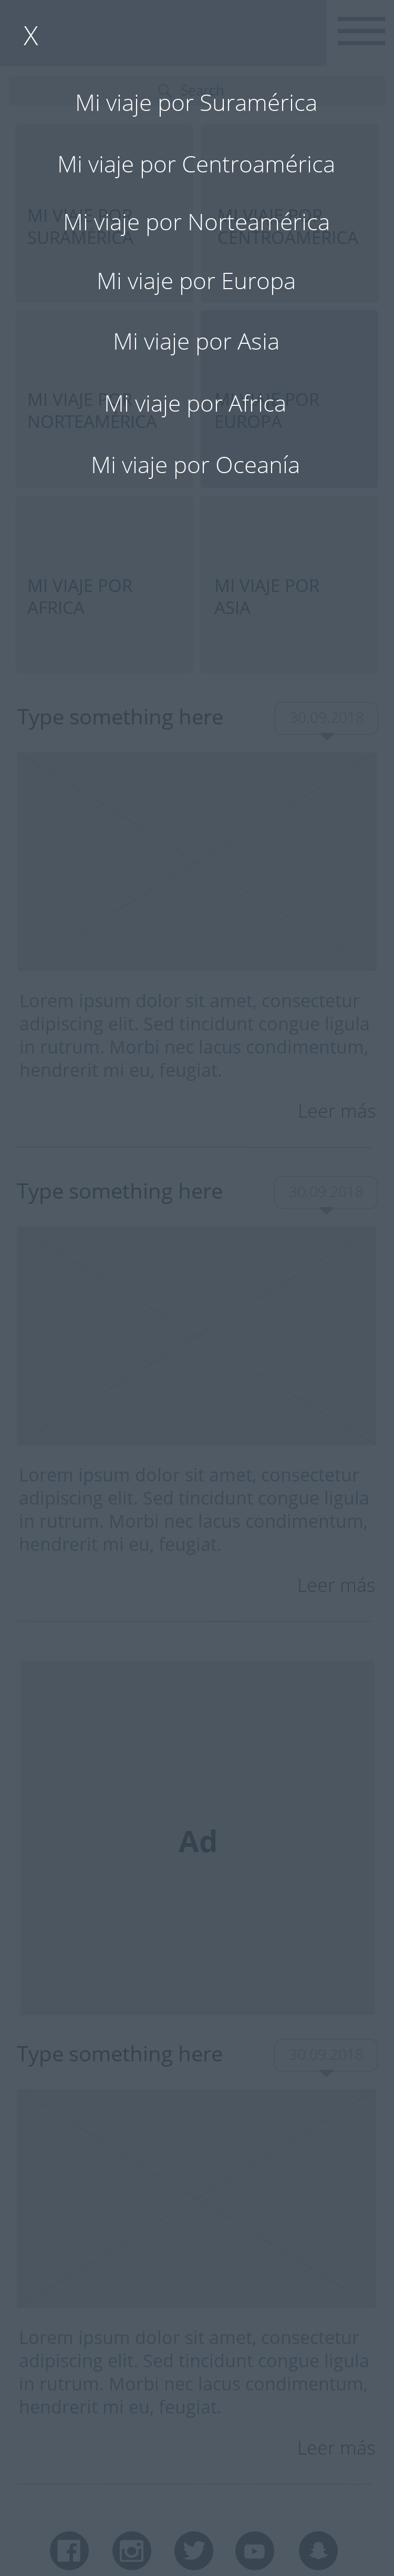 X
Search
Mi viaje por Suramérica
Mi viaje por Centroamérica
Mi viaje por Norteamérica
Mi viaje por Europa
Mi viaje por Asia
Mi viaje por Africa
Mi viaje por Oceanía
MI VIAJE POR
SURAMÉRICA
MI VIAJE POR
CENTROAMÉRICA
MI VIAJE POR
NORTEAMÉRICA
MI VIAJE POR
EUROPA
MI VIAJE POR
AFRICA
MI VIAJE POR
ASIA
Type something here
30.09.2018
Lorem ipsum dolor sit amet, consectetur
adipiscing elit. Sed tincidunt congue ligula
in rutrum. Morbi nec lacus condimentum,
hendrerit mi eu, feugiat.
Leer más
Type something here
30.09.2018
Lorem ipsum dolor sit amet, consectetur
adipiscing elit. Sed tincidunt congue ligula
in rutrum. Morbi nec lacus condimentum,
hendrerit mi eu, feugiat.
Leer más
Ad
Type something here
30.09.2018
Lorem ipsum dolor sit amet, consectetur
adipiscing elit. Sed tincidunt congue ligula
in rutrum. Morbi nec lacus condimentum,
hendrerit mi eu, feugiat.
Leer más